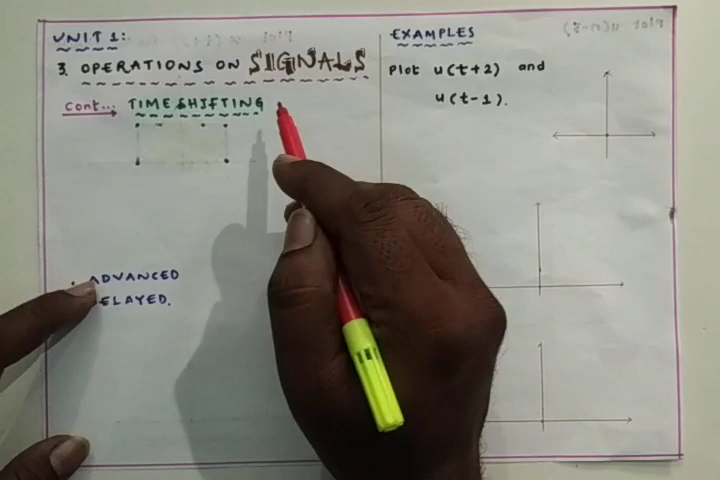 UNIT 1:
3. OPERATIONS ON SIGNALS
Cont... TIME SHIFTING
ADVANCED
ELAYED.
EXAMPLES
Plot u(t+2) and
u(t-1).